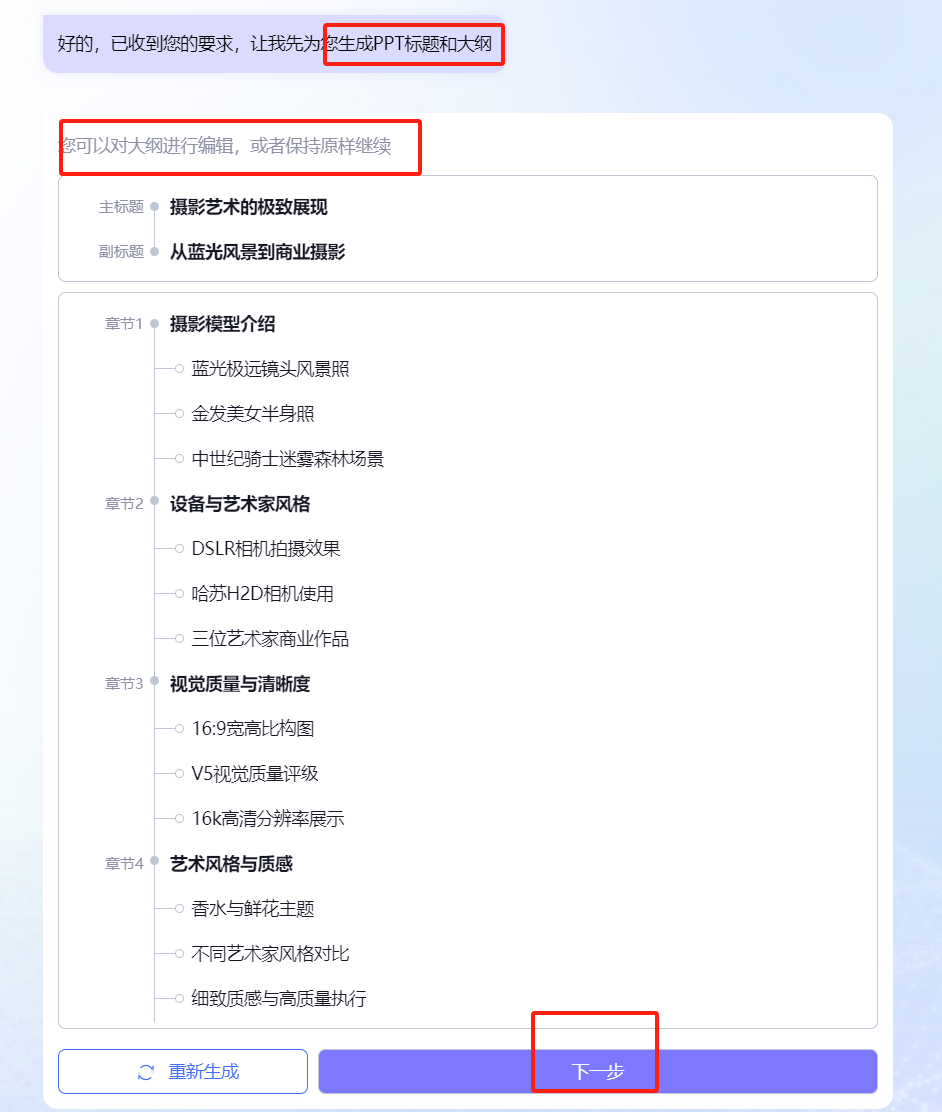 好的，已收到您的要求，让我先为您生成PPT标题和大纲
您可以对大纲进行编辑，或者保持原样继续
主标题 摄影艺术的极致展现
副标题 从蓝光风景到商业摄影
章节1 摄影模型介绍
蓝光极远镜头风景照
金发美女半身照
中世纪骑士迷雾森林场景
章节2 设备与艺术家风格
DSLR相机拍摄效果
哈苏H2D相机使用
三位艺术家商业作品
章节3 视觉质量与清晰度
16:9宽高比构图
V5视觉质量评级
16k高清分辨率展示
章节4 艺术风格与质感
香水与鲜花主题
不同艺术家风格对比
细致质感与高质量执行
重新生成 下一步